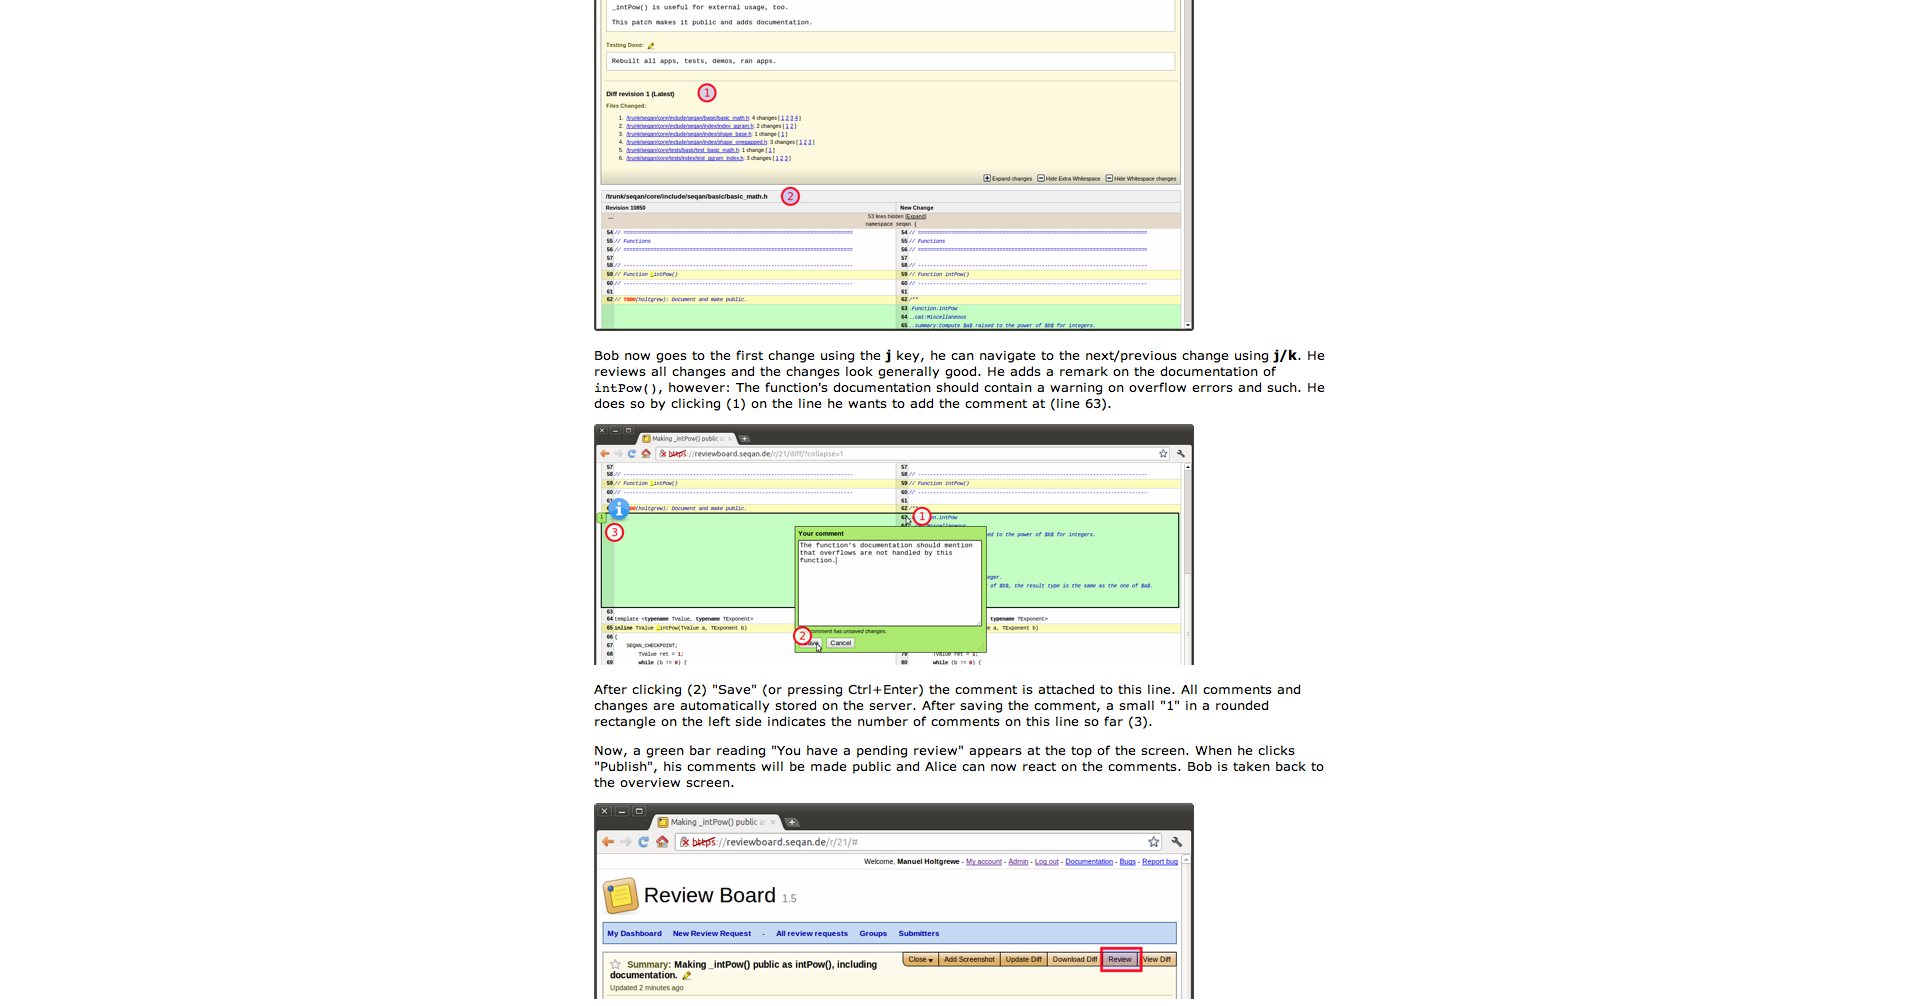 _intPow() is useful for external usage, too.
This patch makes it public and adds documentation.
Testing Done:
Rebuilt all apps, tests, demos, ran apps.
Diff revision 1 (Latest)
1
Files Changed:
1. /trunk/seqan/core/include/seqan/basic/basic_math.h: 4 changes [ 1 2 3 4 ]
2. /trunk/seqan/core/include/seqan/index/index_qgram.h: 2 changes [ 1 2 ]
3. /trunk/seqan/core/include/seqan/index/shape_base.h: 1 change [ 1 ]
4. /trunk/seqan/core/include/seqan/index/shape_onegapped.h: 3 changes [ 1 2 3 ]
5. /trunk/seqan/core/tests/basic/test_basic_math.h: 1 change [ 1 ]
6. /trunk/seqan/core/tests/index/test_qgram_index.h: 3 changes [ 1 2 3 ]
Expand changes Hide Extra Whitespace Hide Whitespace changes
/trunk/seqan/core/include/seqan/basic/basic_math.h 2
Revision 10850 New Change
... 53 lines hidden [Expand]
namespace seqan {
54 // ============================================================================ 54 // ============================================================================
55 // Functions 55 // Functions
56 // ============================================================================ 56 // ============================================================================
57 57
58 // ---------------------------------------------------------------------------- 58 // ----------------------------------------------------------------------------
59 // Function _intPow() 59 // Function intPow()
60 // ---------------------------------------------------------------------------- 60 // ----------------------------------------------------------------------------
61 61
62 // TODO(holtgrew): Document and make public. 62 /**
63 .Function.intPow
64 ..cat:Miscellaneous
65 ..summary:Compute $a$ raised to the power of $b$ for integers.
Bob now goes to the first change using the j key, he can navigate to the next/previous change using j/k. He
reviews all changes and the changes look generally good. He adds a remark on the documentation of
intPow(), however: The function's documentation should contain a warning on overflow errors and such. He
does so by clicking (1) on the line he wants to add the comment at (line 63).
Making _intPow() public a
https://reviewboard.seqan.de/r/21/diff/?collapse=1
57 57
58 // ---------------------------------------------------------------------------- 58 // ----------------------------------------------------------------------------
59 // Function _intPow() 59 // Function intPow()
60 // ---------------------------------------------------------------------------- 60 // ----------------------------------------------------------------------------
61 61
DO(holtgrew): Document and make public. 62 /*
1 1 n.intPow
3
ed to the power of $b$ for integers.
Your comment
The function's documentation should mention
that overflows are not handled by this
function.
eger.
of $b$, the result type is the same as the one of $a$.
63
64 template <typename TValue, typename TExponent> typename TExponent>
65 inline TValue _intPow(TValue a, TExponent b) e a, TExponent b)
comment has unsaved changes.
2 Cancel
66 {
67 SEQAN_CHECKPOINT;
68 TValue ret = 1; 79 TValue ret = 1;
69 while (b != 0) { 80 while (b != 0) {
After clicking (2) "Save" (or pressing Ctrl+Enter) the comment is attached to this line. All comments and
changes are automatically stored on the server. After saving the comment, a small "1" in a rounded
rectangle on the left side indicates the number of comments on this line so far (3).
Now, a green bar reading "You have a pending review" appears at the top of the screen. When he clicks
"Publish", his comments will be made public and Alice can now react on the comments. Bob is taken back to
the overview screen.
Making _intPow() public a
https://reviewboard.seqan.de/r/21/#
Welcome, Manuel Holtgrewe - My account - Admin - Log out - Documentation - Bugs - Report bug
Review Board 1.5
My Dashboard New Review Request - All review requests Groups Submitters
Close Add Screenshot Update Diff Download Diff Review View Diff
Summary: Making _intPow() public as intPow(), including
documentation.
Updated 2 minutes ago